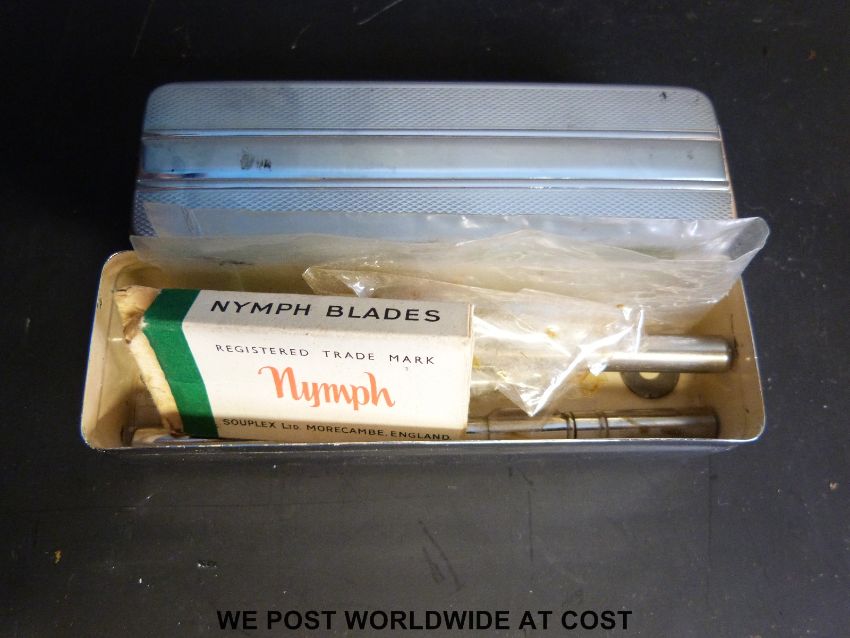 NYMPH BLADES
REGISTERED TRADE MARK
Nymph
SOUPLEX LTD. MORECAMBE, ENGLAND
WE POST WORLDWIDE AT COST